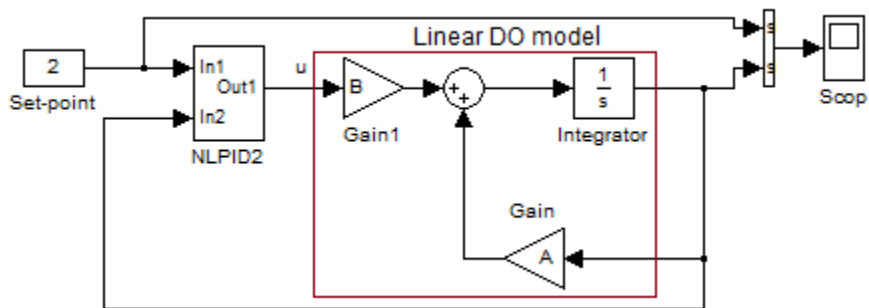 Linear DO model
2
Set-point
In1
Out1
In2
NLPID2
u
B
Gain1
++
1
s
Integrator
Gain
A
s
s
Scop